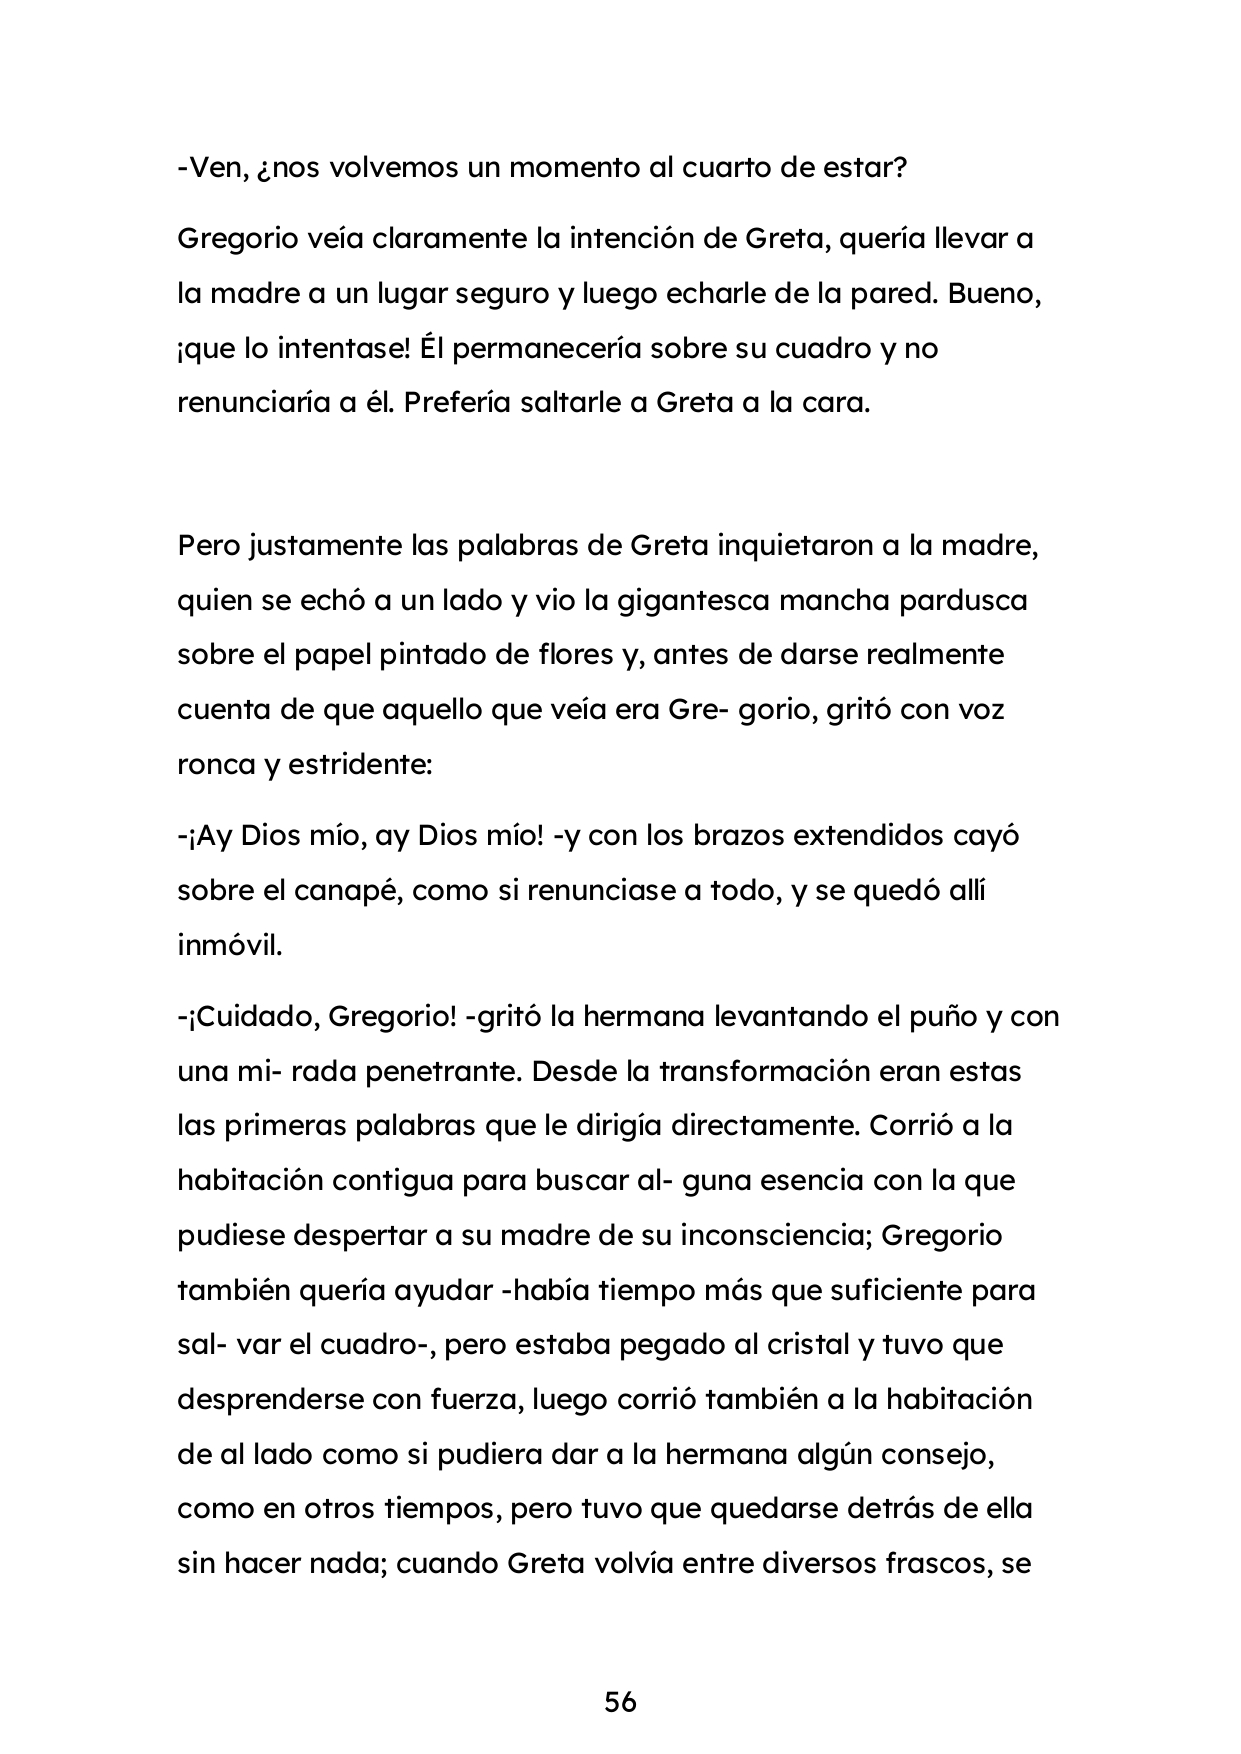 -Ven, ¿nos volvemos un momento al cuarto de estar?
Gregorio veía claramente la intención de Greta, quería llevar a
la madre a un lugar seguro y luego echarle de la pared. Bueno,
¡que lo intentase! Él permanecería sobre su cuadro y no
renunciaría a él. Prefería saltarle a Greta a la cara.
Pero justamente las palabras de Greta inquietaron a la madre,
quien se echó a un lado y vio la gigantesca mancha pardusca
sobre el papel pintado de flores y, antes de darse realmente
cuenta de que aquello que veía era Gre- gorio, gritó con voz
ronca y estridente:
-¡Ay Dios mío, ay Dios mío! -y con los brazos extendidos cayó
sobre el canapé, como si renunciase a todo, y se quedó allí
inmóvil.
-¡Cuidado, Gregorio! -gritó la hermana levantando el puño y con
una mi- rada penetrante. Desde la transformación eran estas
las primeras palabras que le dirigía directamente. Corrió a la
habitación contigua para buscar al- guna esencia con la que
pudiese despertar a su madre de su inconsciencia; Gregorio
también quería ayudar -había tiempo más que suficiente para
sal- var el cuadro-, pero estaba pegado al cristal y tuvo que
desprenderse con fuerza, luego corrió también a la habitación
de al lado como si pudiera dar a la hermana algún consejo,
como en otros tiempos, pero tuvo que quedarse detrás de ella
sin hacer nada; cuando Greta volvía entre diversos frascos, se
56